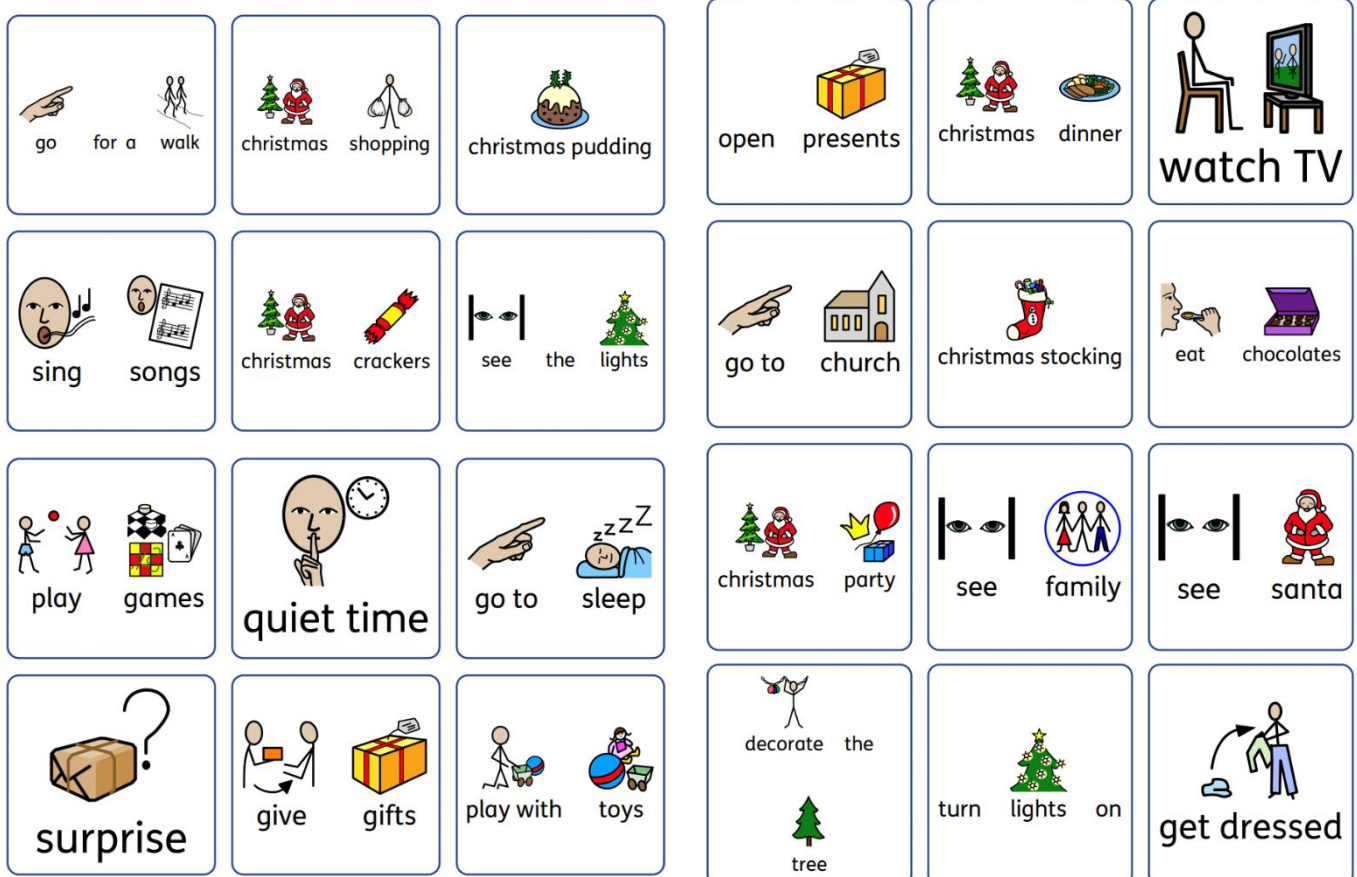 go for a walk
christmas shopping
christmas pudding
open presents
christmas dinner
watch TV
sing songs
christmas crackers
see the lights
go to church
christmas stocking
eat chocolates
play games
quiet time
go to sleep
christmas party
see family
see santa
surprise
give gifts
play with toys
decorate the
tree
turn lights on
get dressed